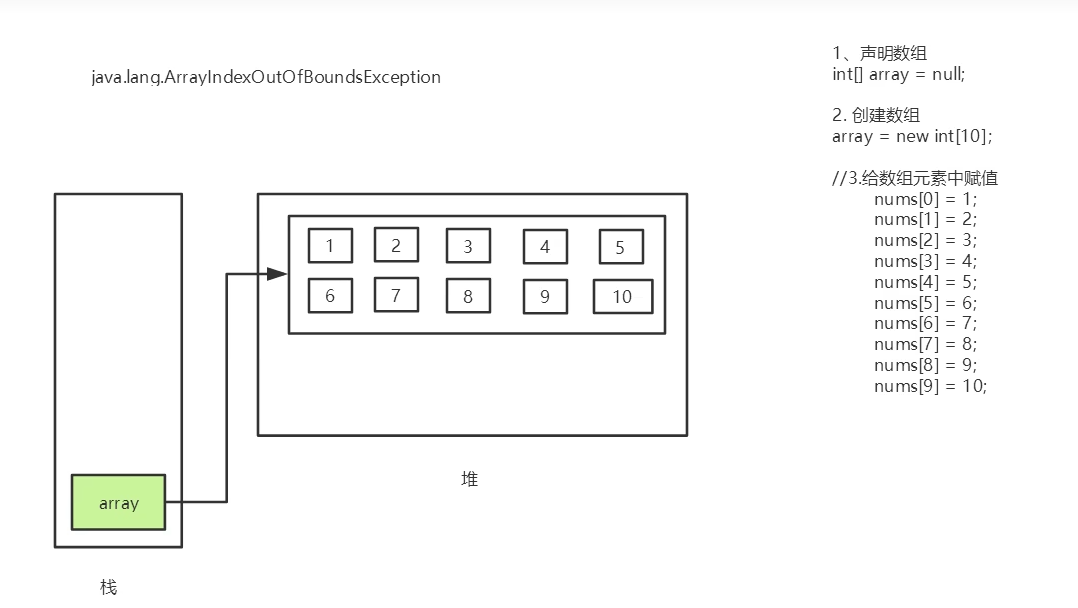 java.lang.ArrayIndexOutOfBoundsException
1、声明数组
int[] array = null;
2. 创建数组
array = new int[10];
//3.给数组元素中赋值
nums[0] = 1;
nums[1] = 2;
nums[2] = 3;
nums[3] = 4;
nums[4] = 5;
nums[5] = 6;
nums[6] = 7;
nums[7] = 8;
nums[8] = 9;
nums[9] = 10;
1 2 3 4 5
6 7 8 9 10
堆
array
栈